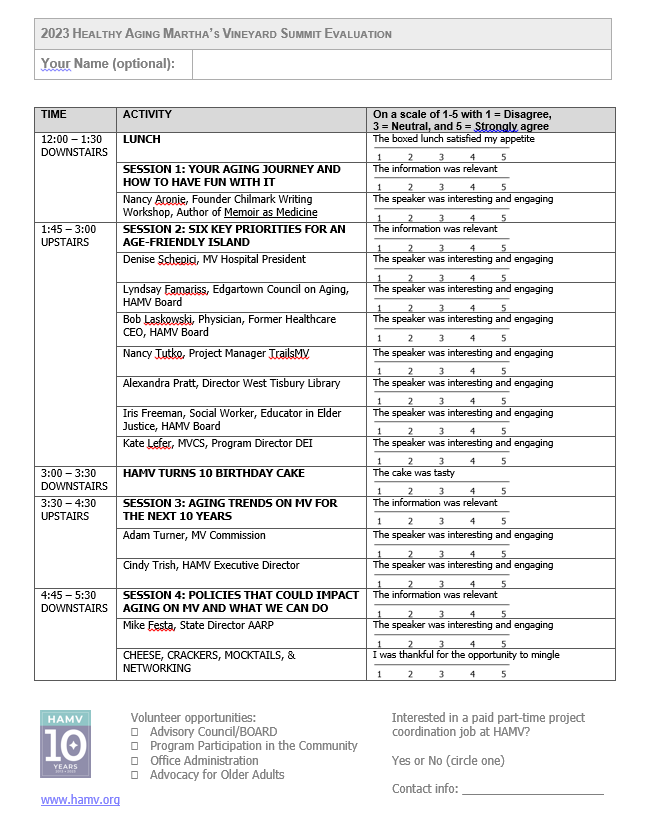 2023 HEALTHY AGING MARTHA'S VINEYARD SUMMIT EVALUATION
Your Name (optional):
TIME ACTIVITY On a scale of 1-5 with 1 = Disagree,
3 = Neutral, and 5 = Strongly agree
12:00 – 1:30 LUNCH The boxed lunch satisfied my appetite
DOWNSTAIRS
1 2 3 4 5
SESSION 1: YOUR AGING JOURNEY AND The information was relevant
HOW TO HAVE FUN WITH IT
1 2 3 4 5
Nancy Aronie, Founder Chilmark Writing The speaker was interesting and engaging
Workshop, Author of Memoir as Medicine
1 2 3 4 5
1:45 – 3:00 SESSION 2: SIX KEY PRIORITIES FOR AN The information was relevant
UPSTAIRS AGE-FRIENDLY ISLAND
1 2 3 4 5
Denise Schepici, MV Hospital President The speaker was interesting and engaging
1 2 3 4 5
Lyndsay Famariss, Edgartown Council on Aging, The speaker was interesting and engaging
HAMV Board
1 2 3 4 5
Bob Laskowski, Physician, Former Healthcare The speaker was interesting and engaging
CEO, HAMV Board
1 2 3 4 5
Nancy Tutko, Project Manager TrailsMV The speaker was interesting and engaging
1 2 3 4 5
Alexandra Pratt, Director West Tisbury Library The speaker was interesting and engaging
1 2 3 4 5
Iris Freeman, Social Worker, Educator in Elder The speaker was interesting and engaging
Justice, HAMV Board
1 2 3 4 5
Kate Lefer, MVCS, Program Director DEI The speaker was interesting and engaging
1 2 3 4 5
3:00 – 3:30 HAMV TURNS 10 BIRTHDAY CAKE The cake was tasty
DOWNSTAIRS
1 2 3 4 5
3:30 – 4:30 SESSION 3: AGING TRENDS ON MV FOR The information was relevant
UPSTAIRS THE NEXT 10 YEARS
1 2 3 4 5
Adam Turner, MV Commission The speaker was interesting and engaging
1 2 3 4 5
Cindy Trish, HAMV Executive Director The speaker was interesting and engaging
1 2 3 4 5
4:45 – 5:30 SESSION 4: POLICIES THAT COULD IMPACT The information was relevant
DOWNSTAIRS AGING ON MV AND WHAT WE CAN DO
1 2 3 4 5
Mike Festa, State Director AARP The speaker was interesting and engaging
1 2 3 4 5
CHEESE, CRACKERS, MOCKTAILS, & I was thankful for the opportunity to mingle
NETWORKING
1 2 3 4 5
HAMV
10
YEARS
www.hamv.org
Volunteer opportunities:
☐ Advisory Council/BOARD
☐ Program Participation in the Community
☐ Office Administration
☐ Advocacy for Older Adults
Interested in a paid part-time project
coordination job at HAMV?
Yes or No (circle one)
Contact info: ______________________